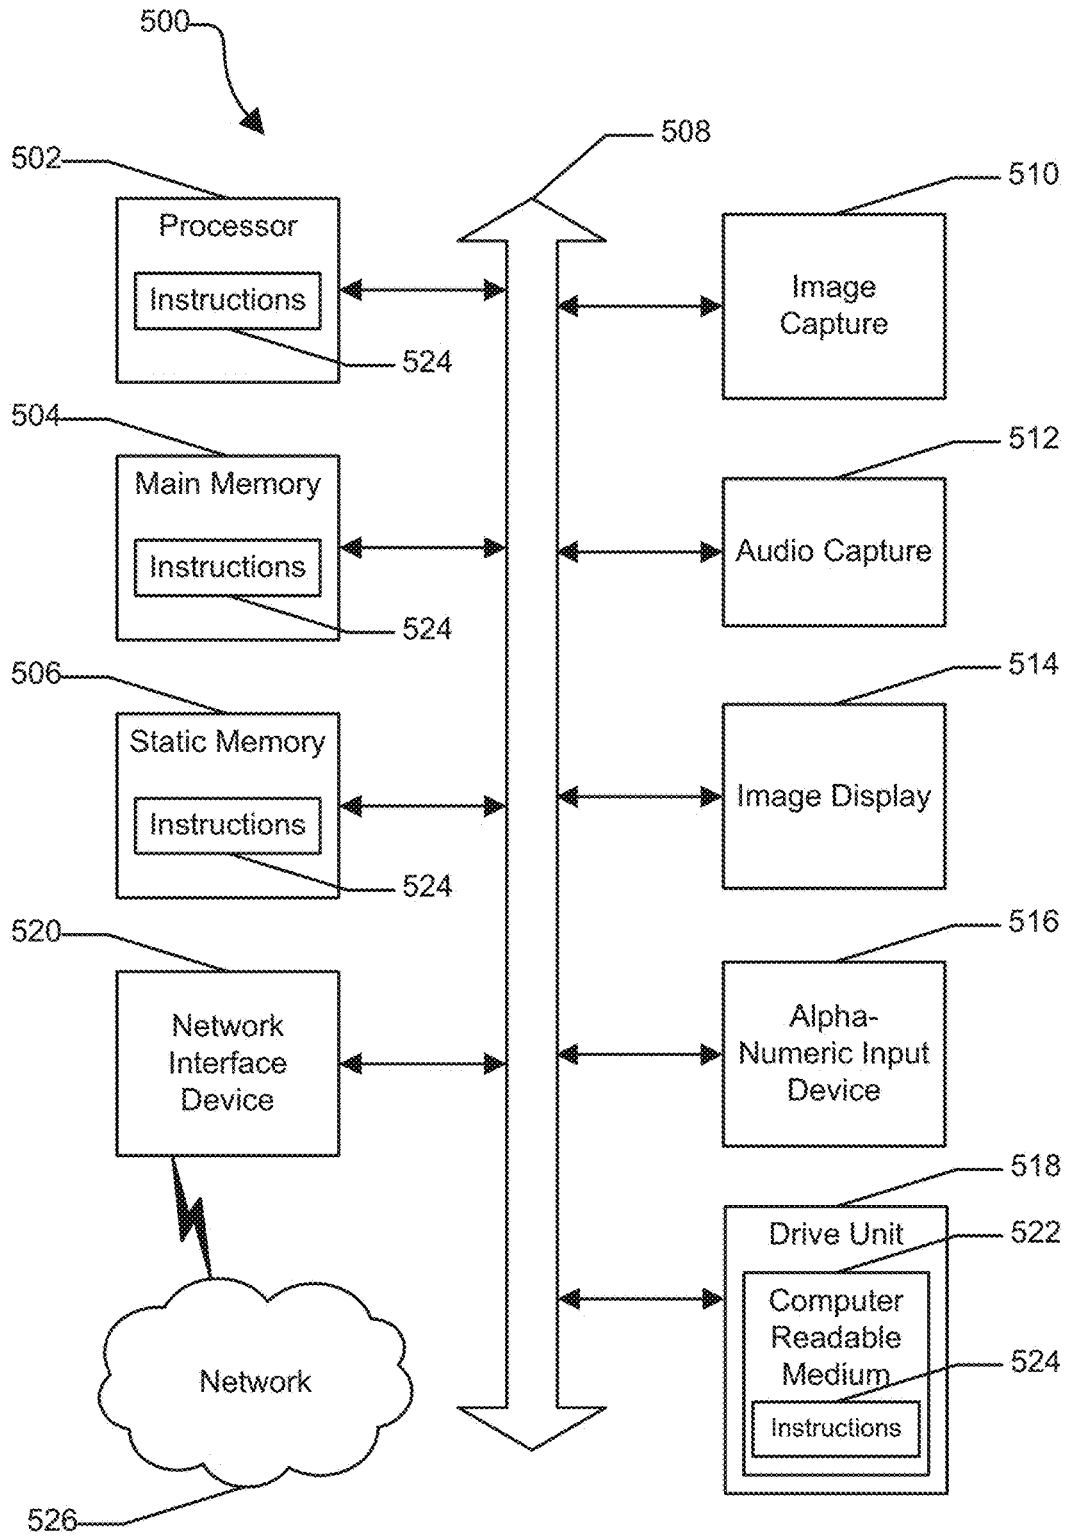 500
508
502
Processor
Instructions
524
504
Main Memory
Instructions
524
506
Static Memory
Instructions
524
520
Network
Interface
Device
Network
526
510
Image
Capture
512
Audio Capture
514
Image Display
516
Alpha-
Numeric Input
Device
518
Drive Unit
522
Computer
Readable
Medium
524
Instructions